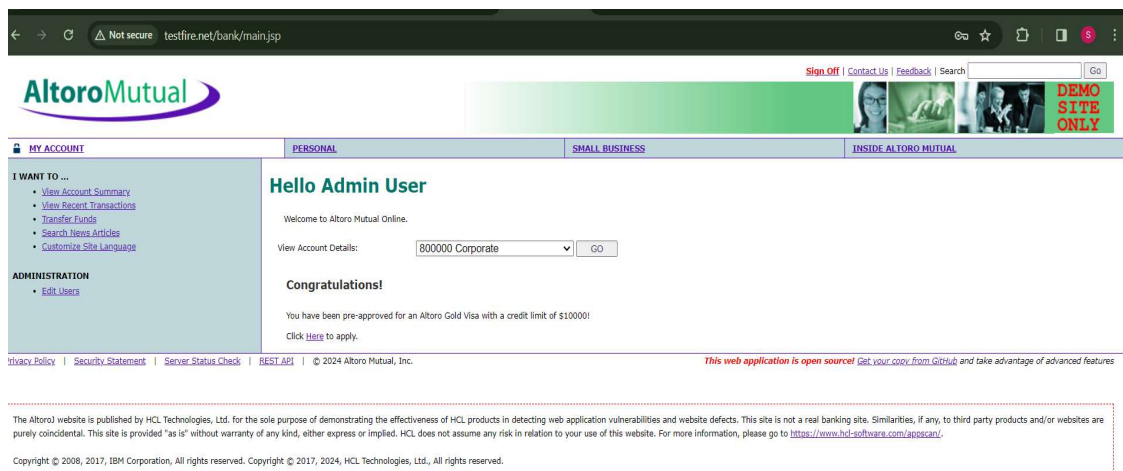 Not secure testfire.net/bank/main.jsp S
Sign Off | Contact Us | Feedback | Search Go
AltoroMutual
DEMO
SITE
ONLY
MY ACCOUNT PERSONAL SMALL BUSINESS INSIDE ALTORO MUTUAL
I WANT TO ...
• View Account Summary
• View Recent Transactions
• Transfer Funds
• Search News Articles
• Customize Site Language
ADMINISTRATION
• Edit Users
Hello Admin User
Welcome to Altoro Mutual Online.
View Account Details: 800000 Corporate GO
Congratulations!
You have been pre-approved for an Altoro Gold Visa with a credit limit of $10000!
Click Here to apply.
Privacy Policy | Security Statement | Server Status Check | REST API | © 2024 Altoro Mutual, Inc. This web application is open source! Get your copy from GitHub and take advantage of advanced features
The AltoroJ website is published by HCL Technologies, Ltd. for the sole purpose of demonstrating the effectiveness of HCL products in detecting web application vulnerabilities and website defects. This site is not a real banking site. Similarities, if any, to third party products and/or websites are
purely coincidental. This site is provided "as is" without warranty of any kind, either express or implied. HCL does not assume any risk in relation to your use of this website. For more information, please go to https://www.hcl-software.com/appscan/.
Copyright © 2008, 2017, IBM Corporation, All rights reserved. Copyright © 2017, 2024, HCL Technologies, Ltd., All rights reserved.